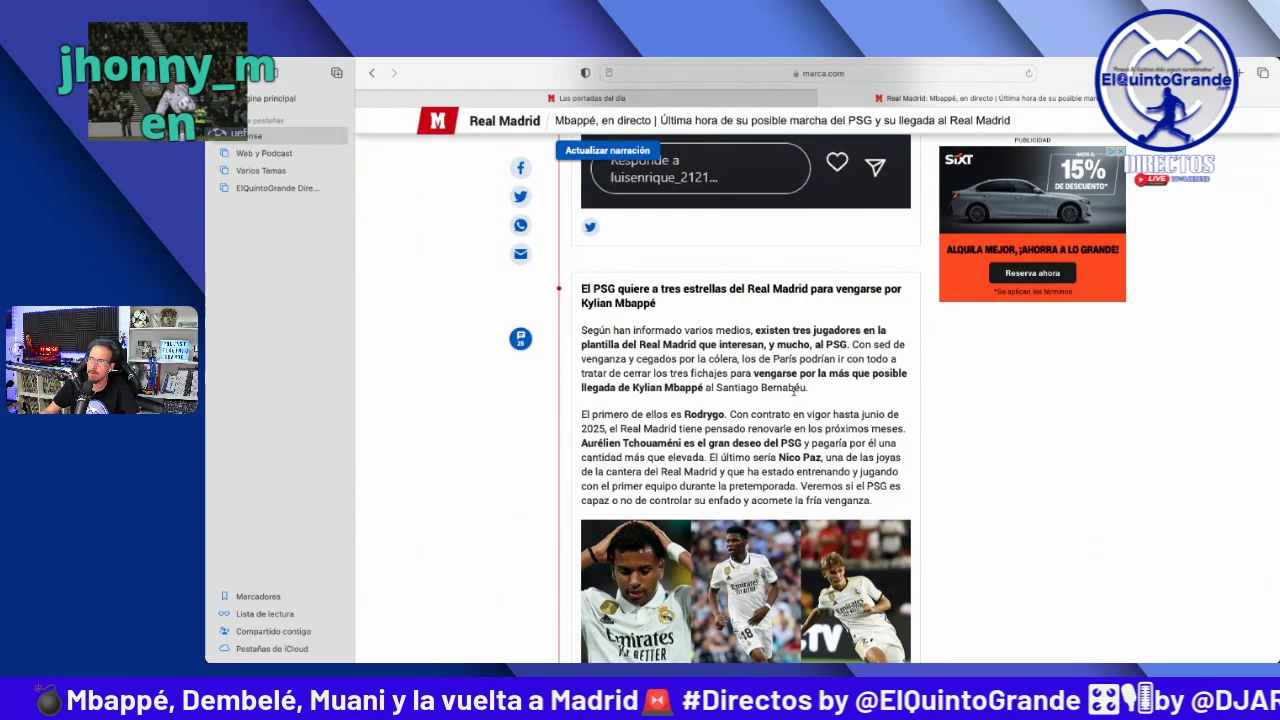 jhonny_m
en
ágina principal
pestañas
ensa
Web y Podcast
Varios Temas
ElQuintoGrande Dire...
Marcadores
Lista de lectura
Compartido contigo
Pestañas de iCloud
marca.com
Las portadas del día
Real Madrid: Mbappé, en directo | Última hora de su posible marc
M
Real Madrid
Mbappé, en directo | Última hora de su posible marcha del PSG y su llegada al Real Madrid
Actualizar narración
Responde a
luisenrique_2121...
25
El PSG quiere a tres estrellas del Real Madrid para vengarse por
Kylian Mbappé
Según han informado varios medios, existen tres jugadores en la
plantilla del Real Madrid que interesan, y mucho, al PSG. Con sed de
venganza y cegados por la cólera, los de París podrían ir con todo a
tratar de cerrar los tres fichajes para vengarse por la más que posible
llegada de Kylian Mbappé al Santiago Bernabéu.
El primero de ellos es Rodrygo. Con contrato en vigor hasta junio de
2025, el Real Madrid tiene pensado renovarle en los próximos meses.
Aurélien Tchouaméni es el gran deseo del PSG y pagaría por él una
cantidad más que elevada. El último sería Nico Paz, una de las joyas
de la cantera del Real Madrid y que ha estado entrenando y jugando
con el primer equipo durante la pretemporada. Veremos si el PSG es
capaz o no de controlar su enfado y acomete la fría venganza.
Emirates
FLY BETTER
18
PUBLICIDAD
SIXT
HASTA EL
15%
DE DESCUENTO*
ALQUILA MEJOR, ¡AHORRA A LO GRANDE!
Reserva ahora
*Se aplican los términos
ElQuintoGrande
.com
DIRECTOS
LIVE
💣Mbappé, Dembelé, Muani y la vuelta a Madrid🚨 #Directos by @ElQuintoGrande 🎛🎙by @DJAR